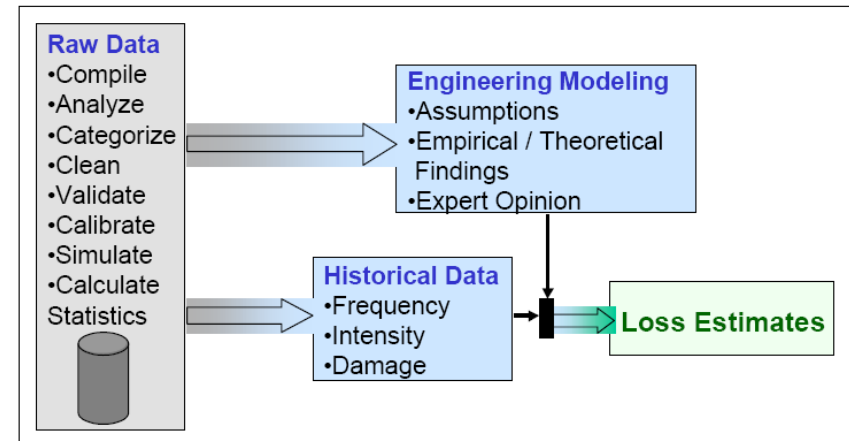 Raw Data
•Compile
•Analyze
•Categorize
•Clean
•Validate
•Calibrate
•Simulate
•Calculate
Statistics
Engineering Modeling
•Assumptions
•Empirical / Theoretical
Findings
•Expert Opinion
Historical Data
•Frequency
•Intensity
•Damage
Loss Estimates